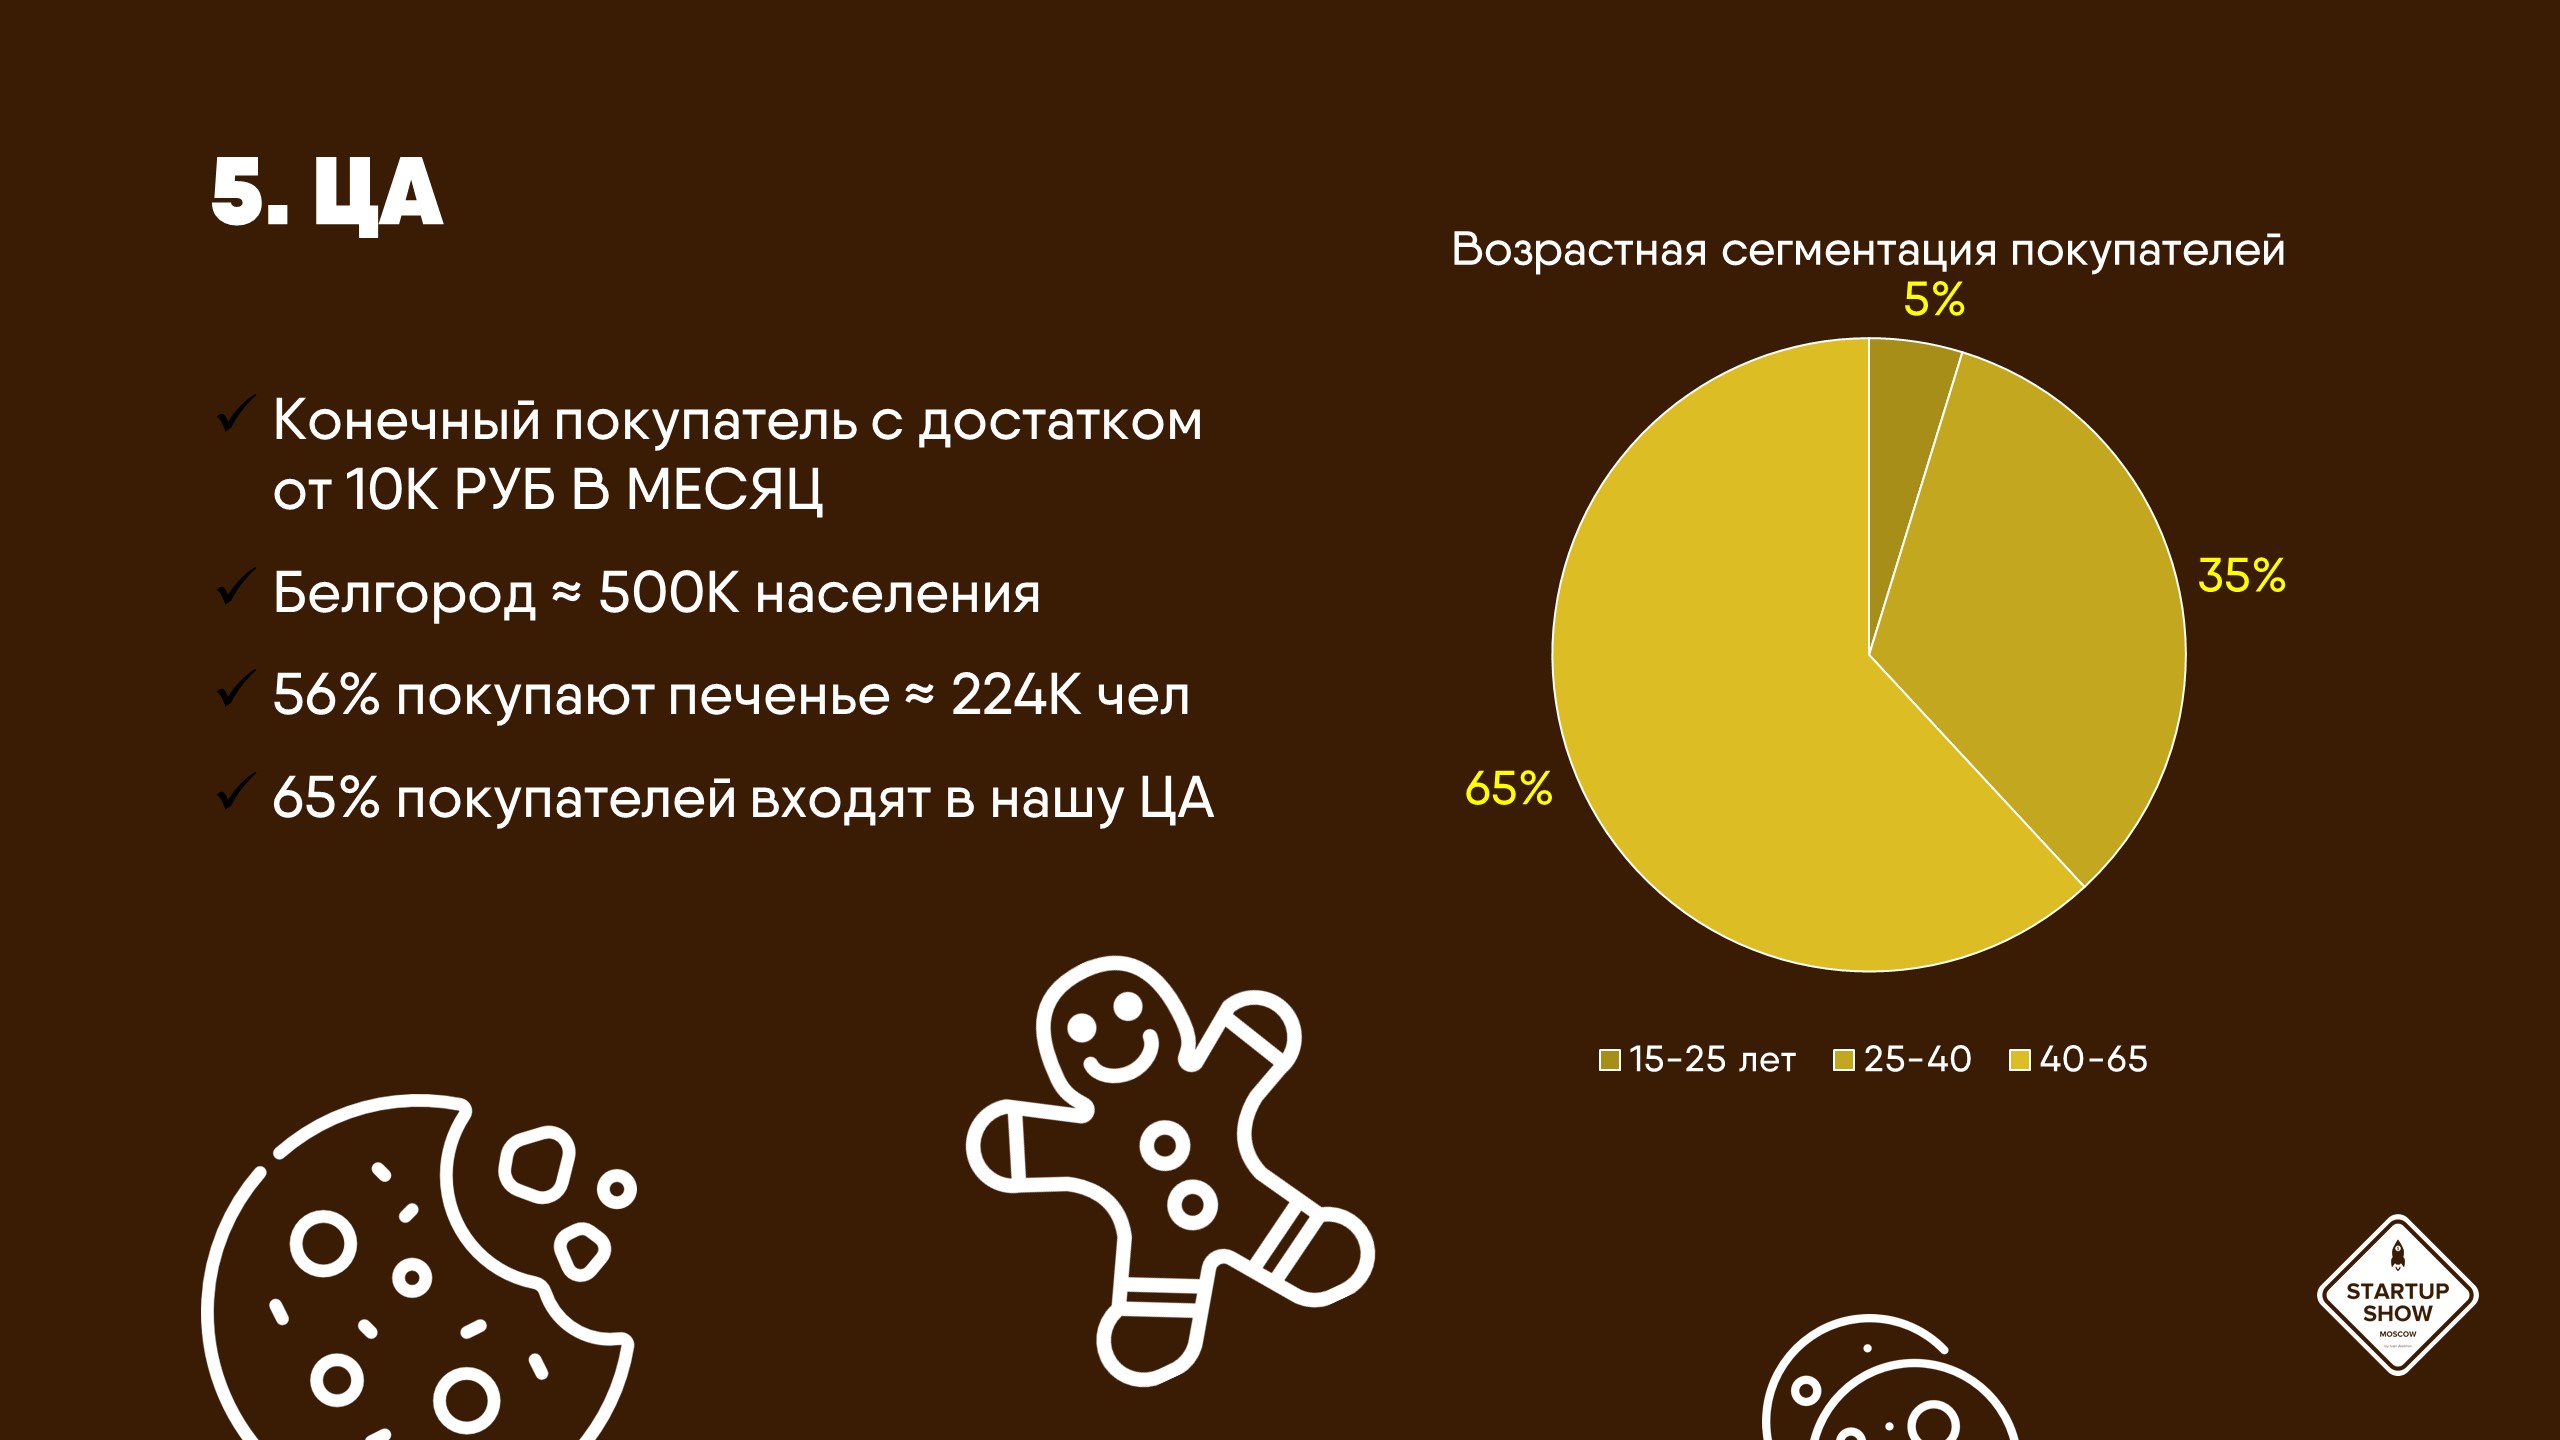 5. ЦА
Конечный покупатель с достатком
от 10К РУБ В МЕСЯЦ
Белгород ≈ 500К населения
56% покупают печенье ≈ 224К чел
65% покупателей входят в нашу ЦА
Возрастная сегментация покупателей
5%
35%
65%
15-25 лет 25-40 40-65
STARTUP
SHOW
MOSCOW